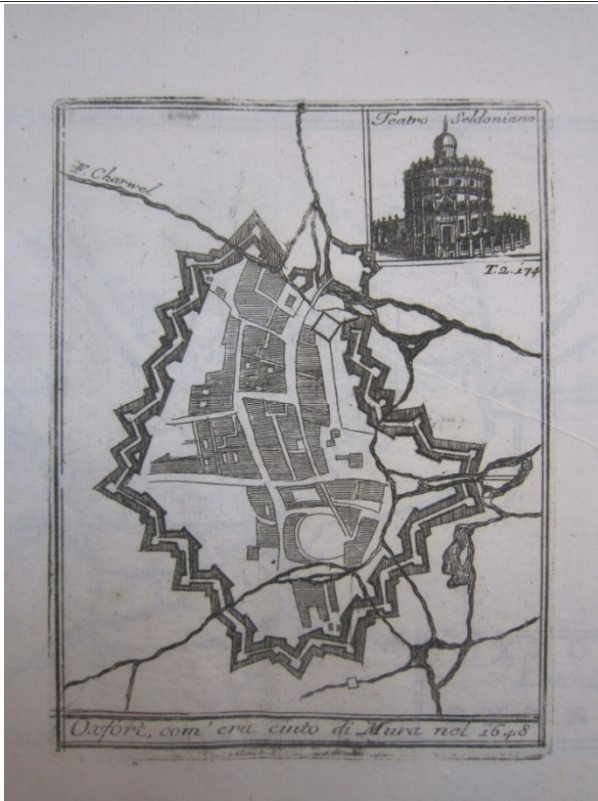 Teatro Seldoniano
F. Charwel
T. 2. 174
Oxfort, com' era cinto di Mura nel 1648